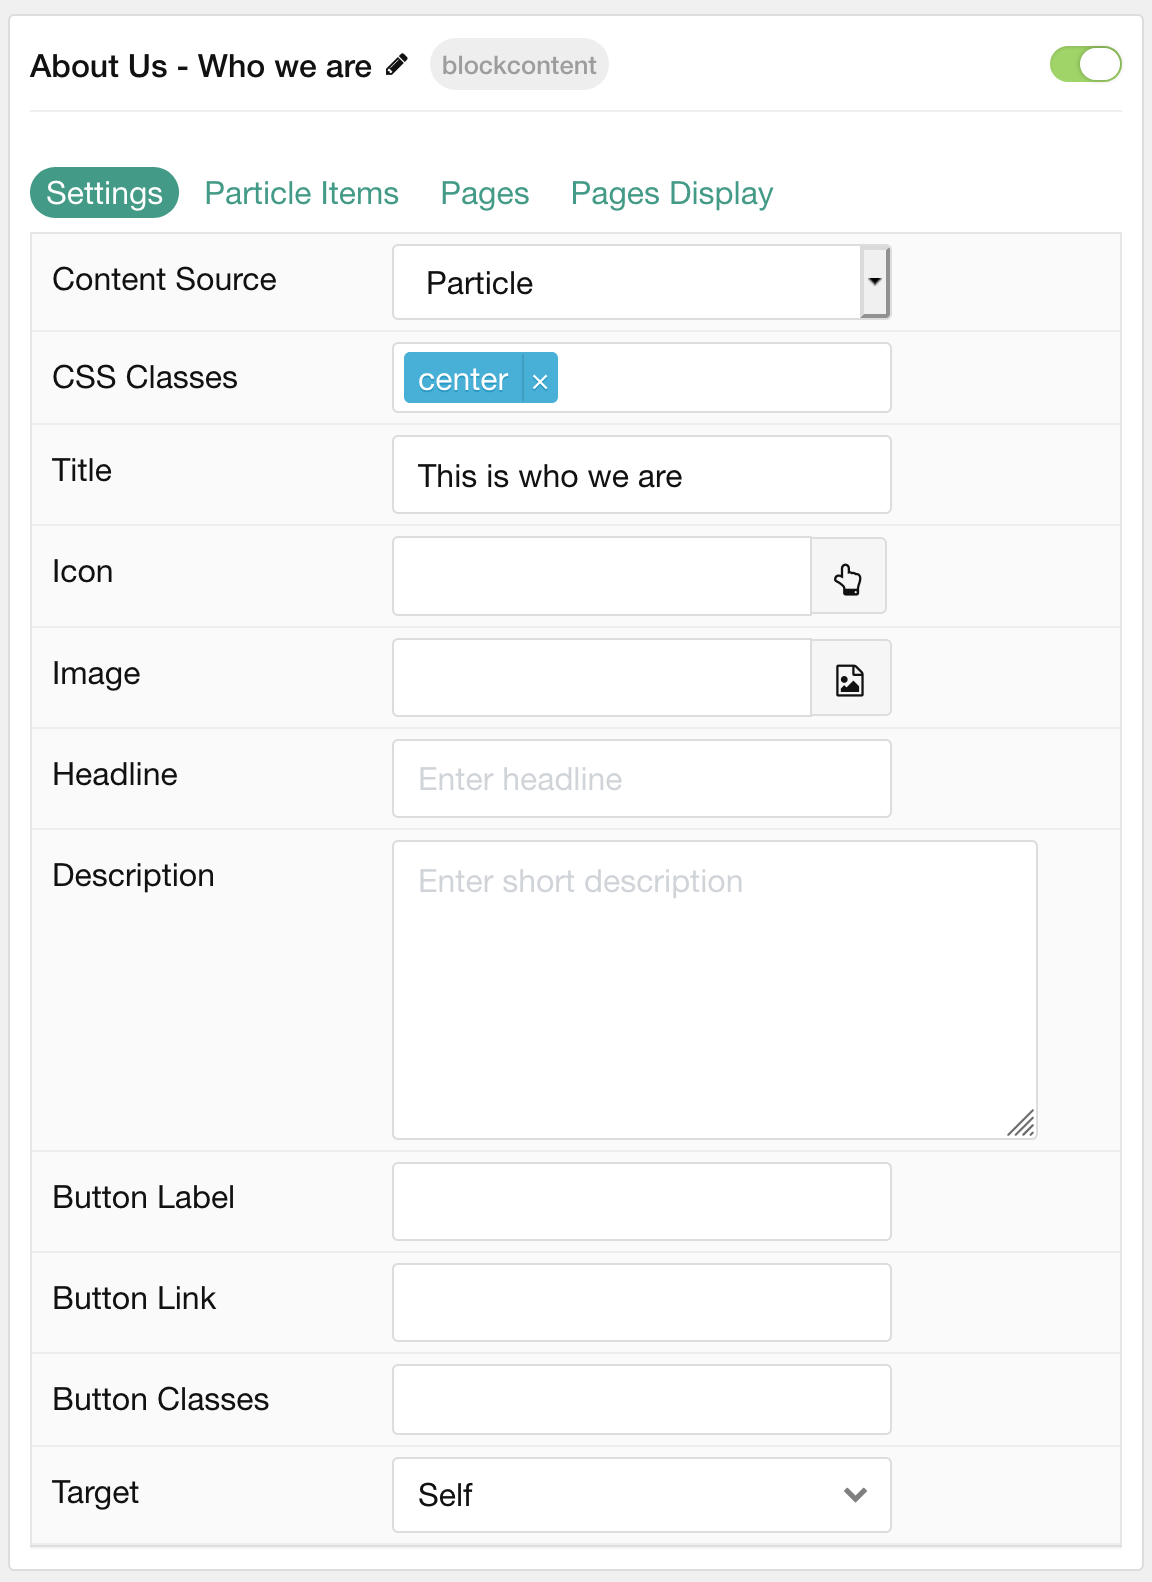 About Us - Who we are blockcontent
Settings Particle Items Pages Pages Display
Content Source Particle
CSS Classes center ×
Title This is who we are
Icon
Image
Headline Enter headline
Description Enter short description
Button Label
Button Link
Button Classes
Target Self